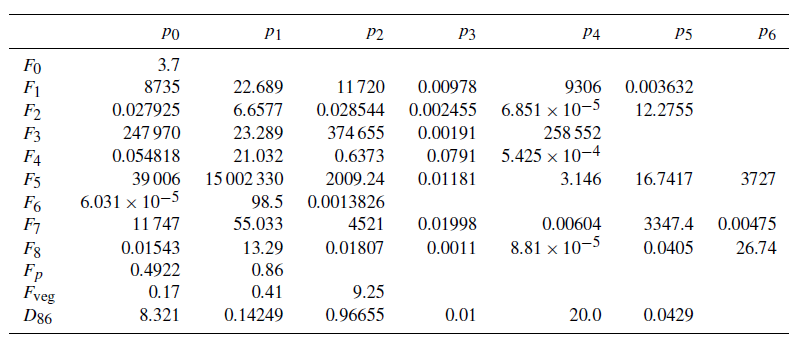 p0 p1 p2 p3 p4 p5 p6
F0 3.7
F1 8735 22.689 11 720 0.00978 9306 0.003632
F2 0.027925 6.6577 0.028544 0.002455 6.851 × 10−5 12.2755
F3 247 970 23.289 374 655 0.00191 258 552
F4 0.054818 21.032 0.6373 0.0791 5.425 × 10−4
F5 39 006 15 002 330 2009.24 0.01181 3.146 16.7417 3727
F6 6.031 × 10−5 98.5 0.0013826
F7 11 747 55.033 4521 0.01998 0.00604 3347.4 0.00475
F8 0.01543 13.29 0.01807 0.0011 8.81 × 10−5 0.0405 26.74
Fp 0.4922 0.86
Fveg 0.17 0.41 9.25
D86 8.321 0.14249 0.96655 0.01 20.0 0.0429